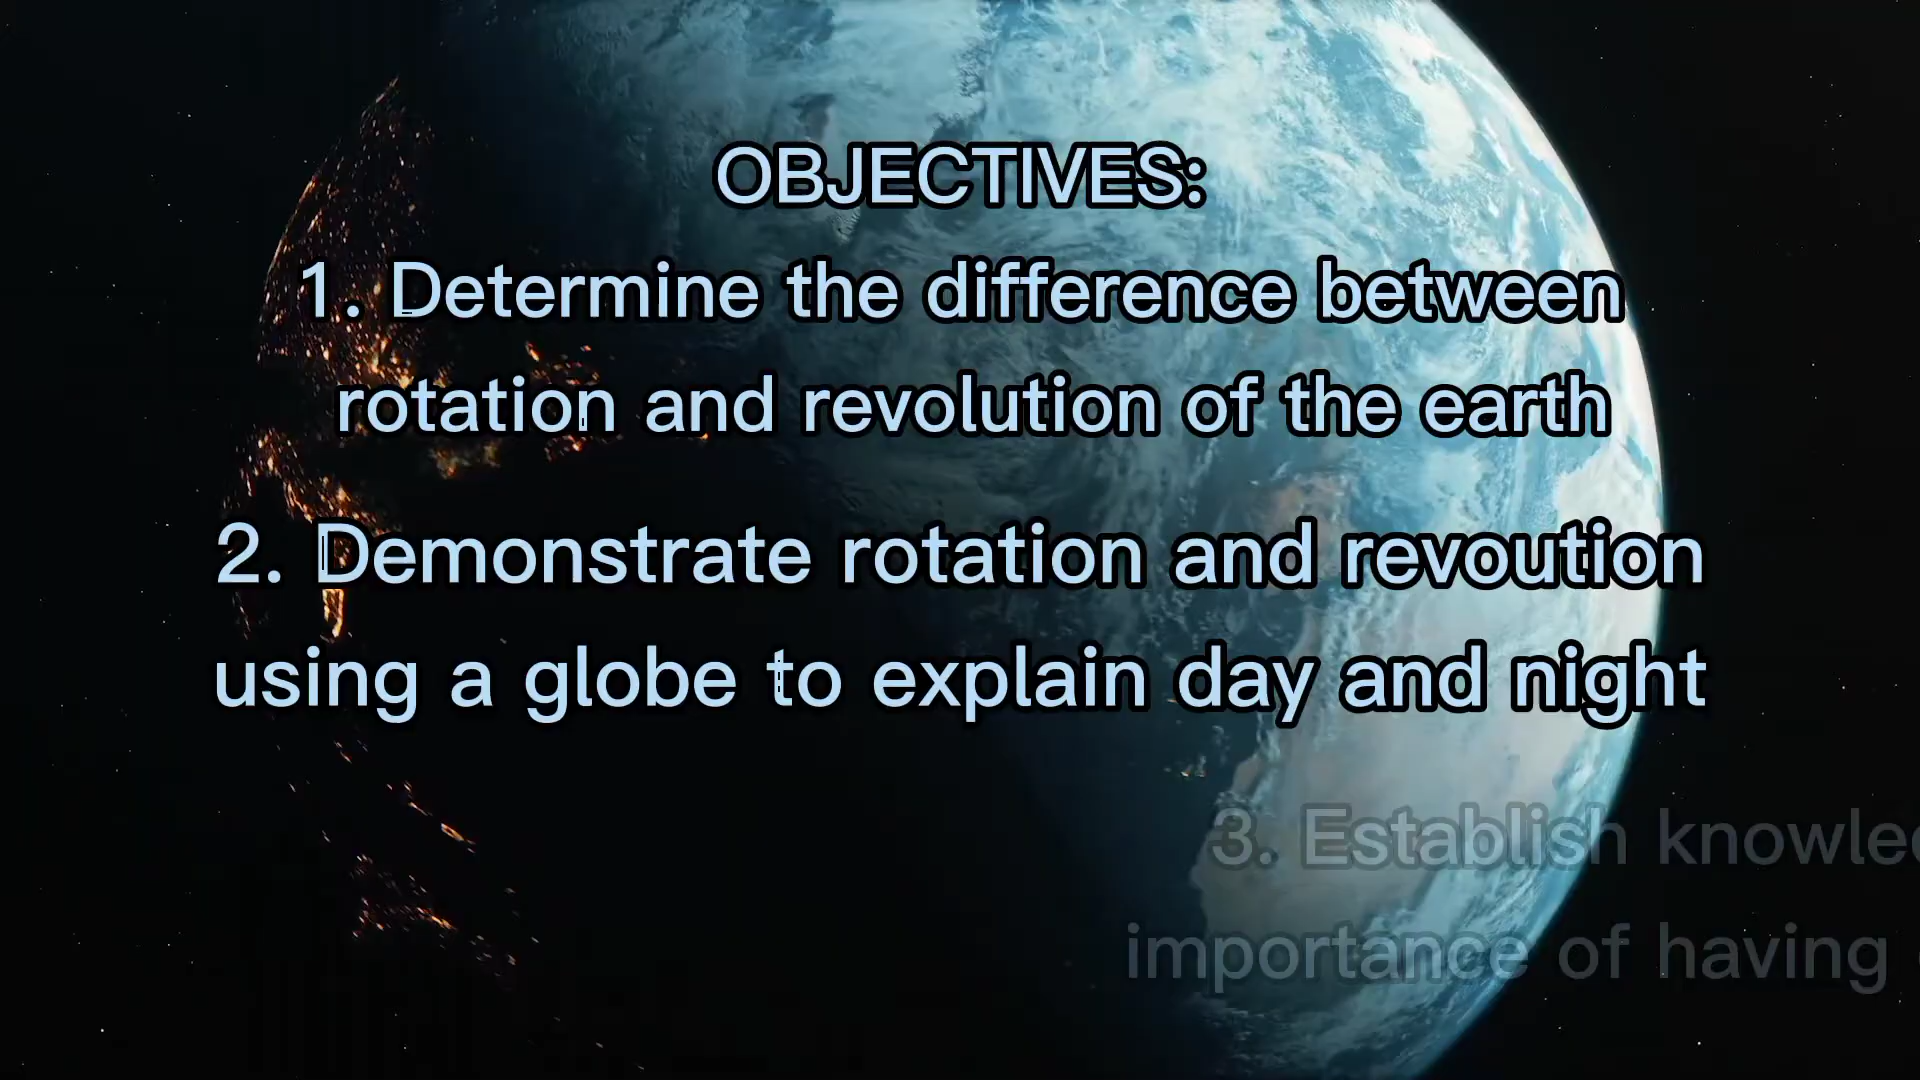 OBJECTIVES:
1. Determine the difference between
rotation and revolution of the earth
2. Demonstrate rotation and revoution
using a globe to explain day and night
3. Establish
importance of having